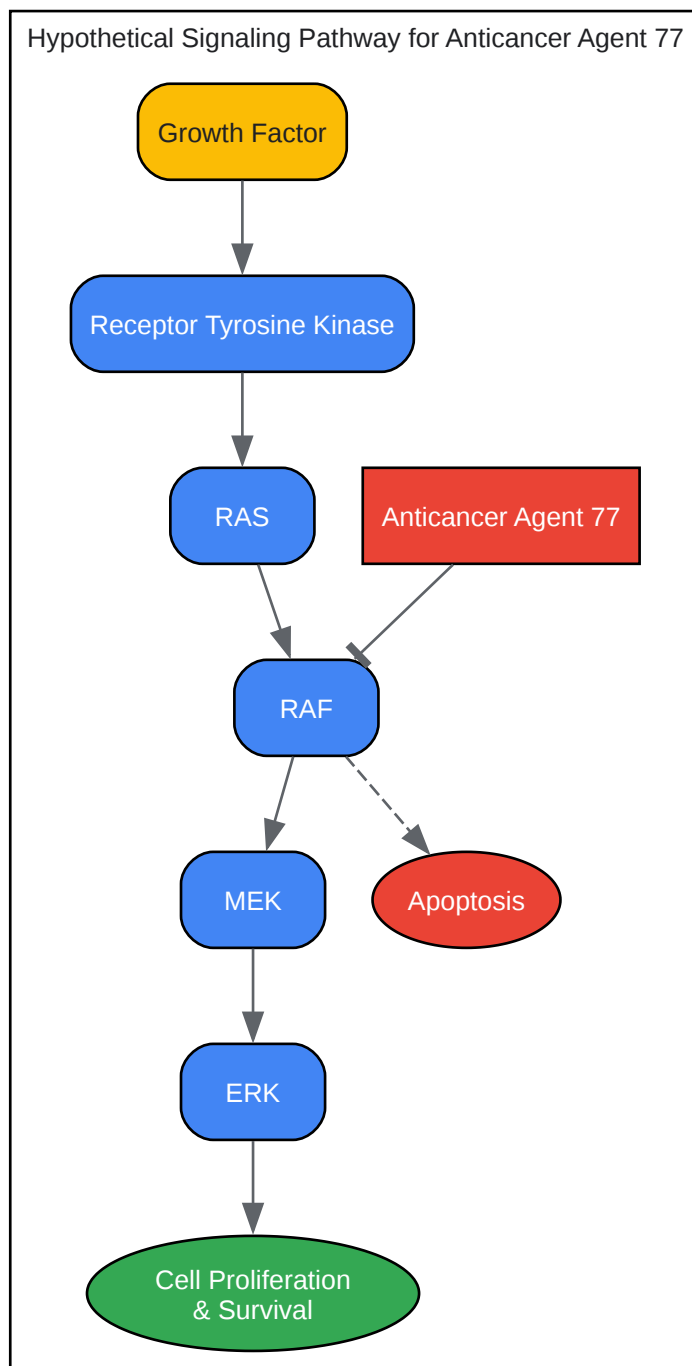 Hypothetical Signaling Pathway for Anticancer Agent 77
Growth Factor
Receptor Tyrosine Kinase
RAS
Anticancer Agent 77
RAF
MEK
Apoptosis
ERK
Cell Proliferation
& Survival